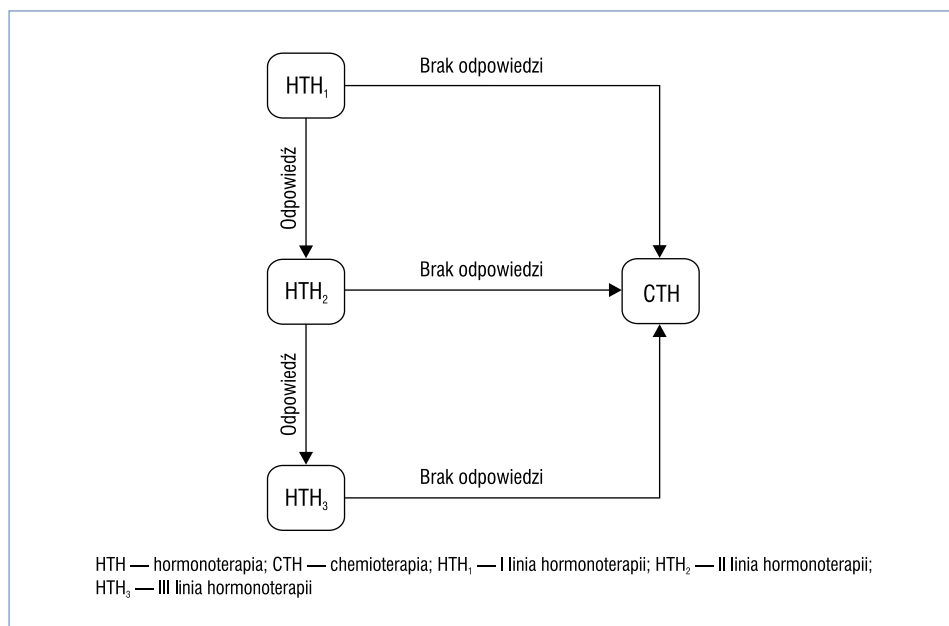 HTH₁
Brak odpowiedzi
Odpowiedź
HTH₂
Brak odpowiedzi
CTH
Odpowiedź
HTH₃
Brak odpowiedzi
HTH — hormonoterapia; CTH — chemioterapia; HTH₁ — I linia hormonoterapii; HTH₂ — II linia hormonoterapii;
HTH₃ — III linia hormonoterapii